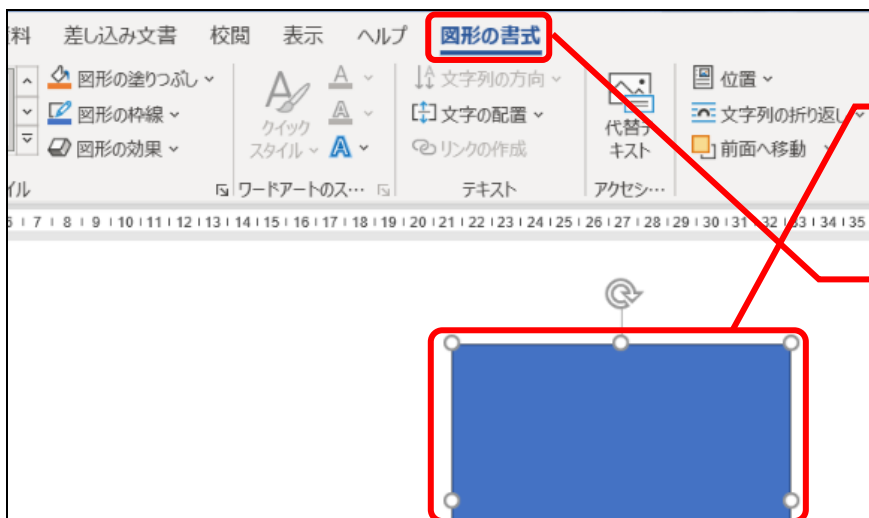 料 差し込み文書 校閲 表示 ヘルプ 図形の書式
図形の塗りつぶし
図形の枠線
図形の効果
クイック
スタイル
文字列の方向
文字の配置
リンクの作成
代替テ
キスト
位置
文字列の折り返し
前面へ移動
イル ワードアートのス… テキスト アクセシ…
7 8 9 10 11 12 13 14 15 16 17 18 19 20 21 22 23 24 25 26 27 28 29 30 31 32 33 34 35